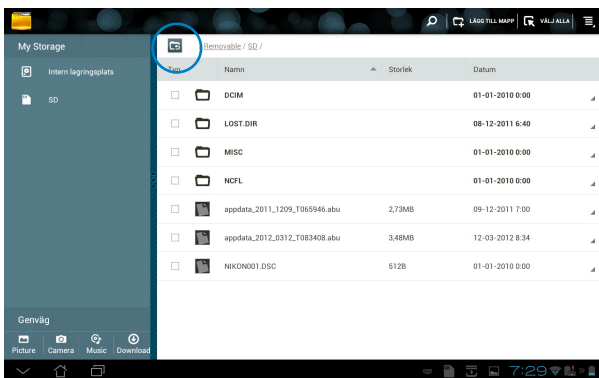 LÄGG TILL MAPP VÄLJ ALLA
My Storage
Removable / SD /
Namn Storlek Datum
Intern lagringsplats
SD
DCIM 01-01-2010 0:00
LOST.DIR 08-12-2011 6:40
MISC 01-01-2010 0:00
NCFL 01-01-2010 0:00
appdata_2011_1209_T065946.abu 2,73MB 09-12-2011 7:00
appdata_2012_0312_T083408.abu 3,48MB 12-03-2012 8:34
NIKON001.DSC 512B 01-01-2010 0:00
Genväg
Picture Camera Music Download
7:29